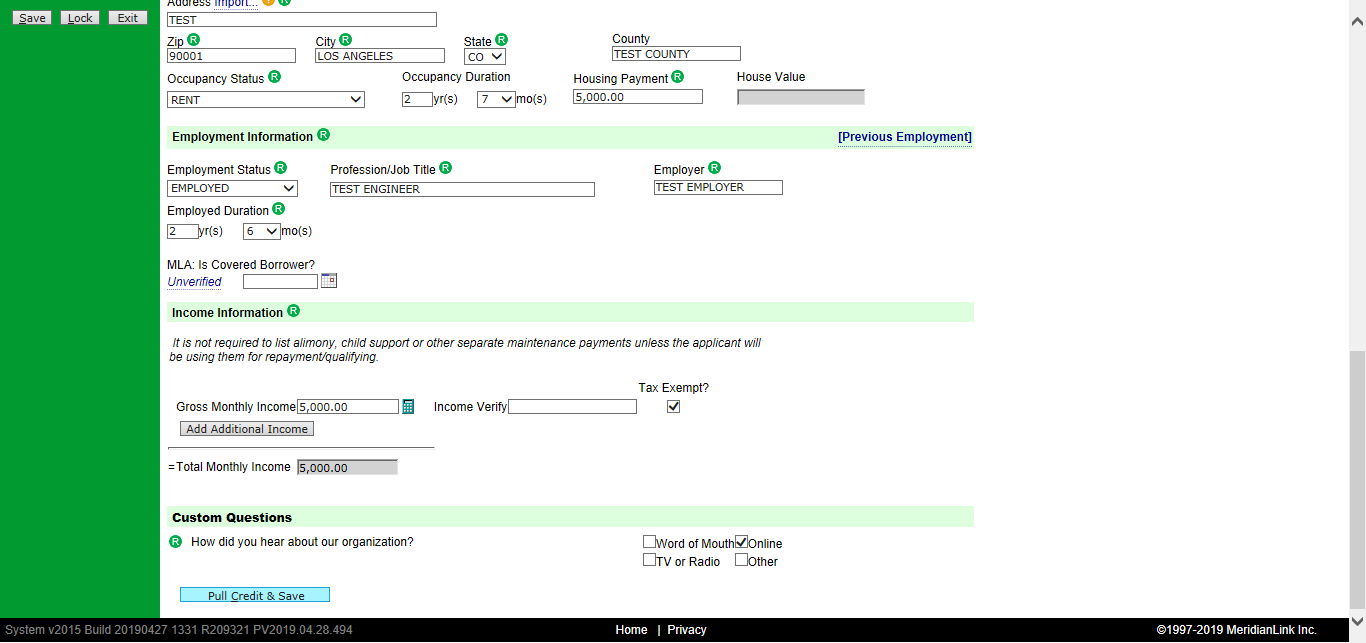 Address Import... ! R
Save Lock Exit
TEST
Zip R City R State R County
90001 LOS ANGELES CO TEST COUNTY
Occupancy Status R Occupancy Duration Housing Payment R House Value
RENT 2 yr(s) 7 mo(s) 5,000.00
Employment Information R [Previous Employment]
Employment Status R Profession/Job Title R Employer R
EMPLOYED TEST ENGINEER TEST EMPLOYER
Employed Duration R
2 yr(s) 6 mo(s)
MLA: Is Covered Borrower?
Unverified
Income Information R
It is not required to list alimony, child support or other separate maintenance payments unless the applicant will
be using them for repayment/qualifying.
Tax Exempt?
Gross Monthly Income 5,000.00 Income Verify
Add Additional Income
=Total Monthly Income 5,000.00
Custom Questions
R How did you hear about our organization? Word of Mouth Online
TV or Radio Other
Pull Credit & Save
System v2015 Build 20190427 1331 R209321 PV2019.04.28.494 Home | Privacy ©1997-2019 MeridianLink Inc.